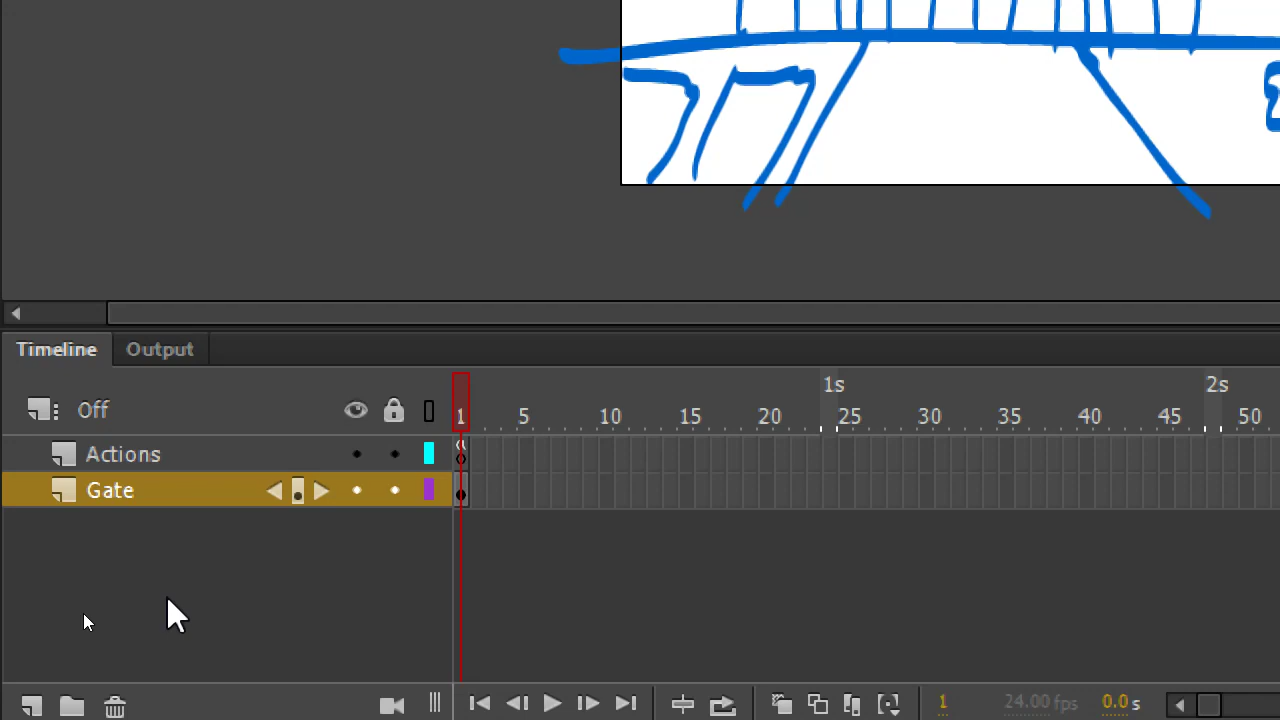 Timeline Output
1s 2s
Off 1 5 10 15 20 25 30 35 40 45 50
Actions
Gate
1 24.00 fps 0.0 s